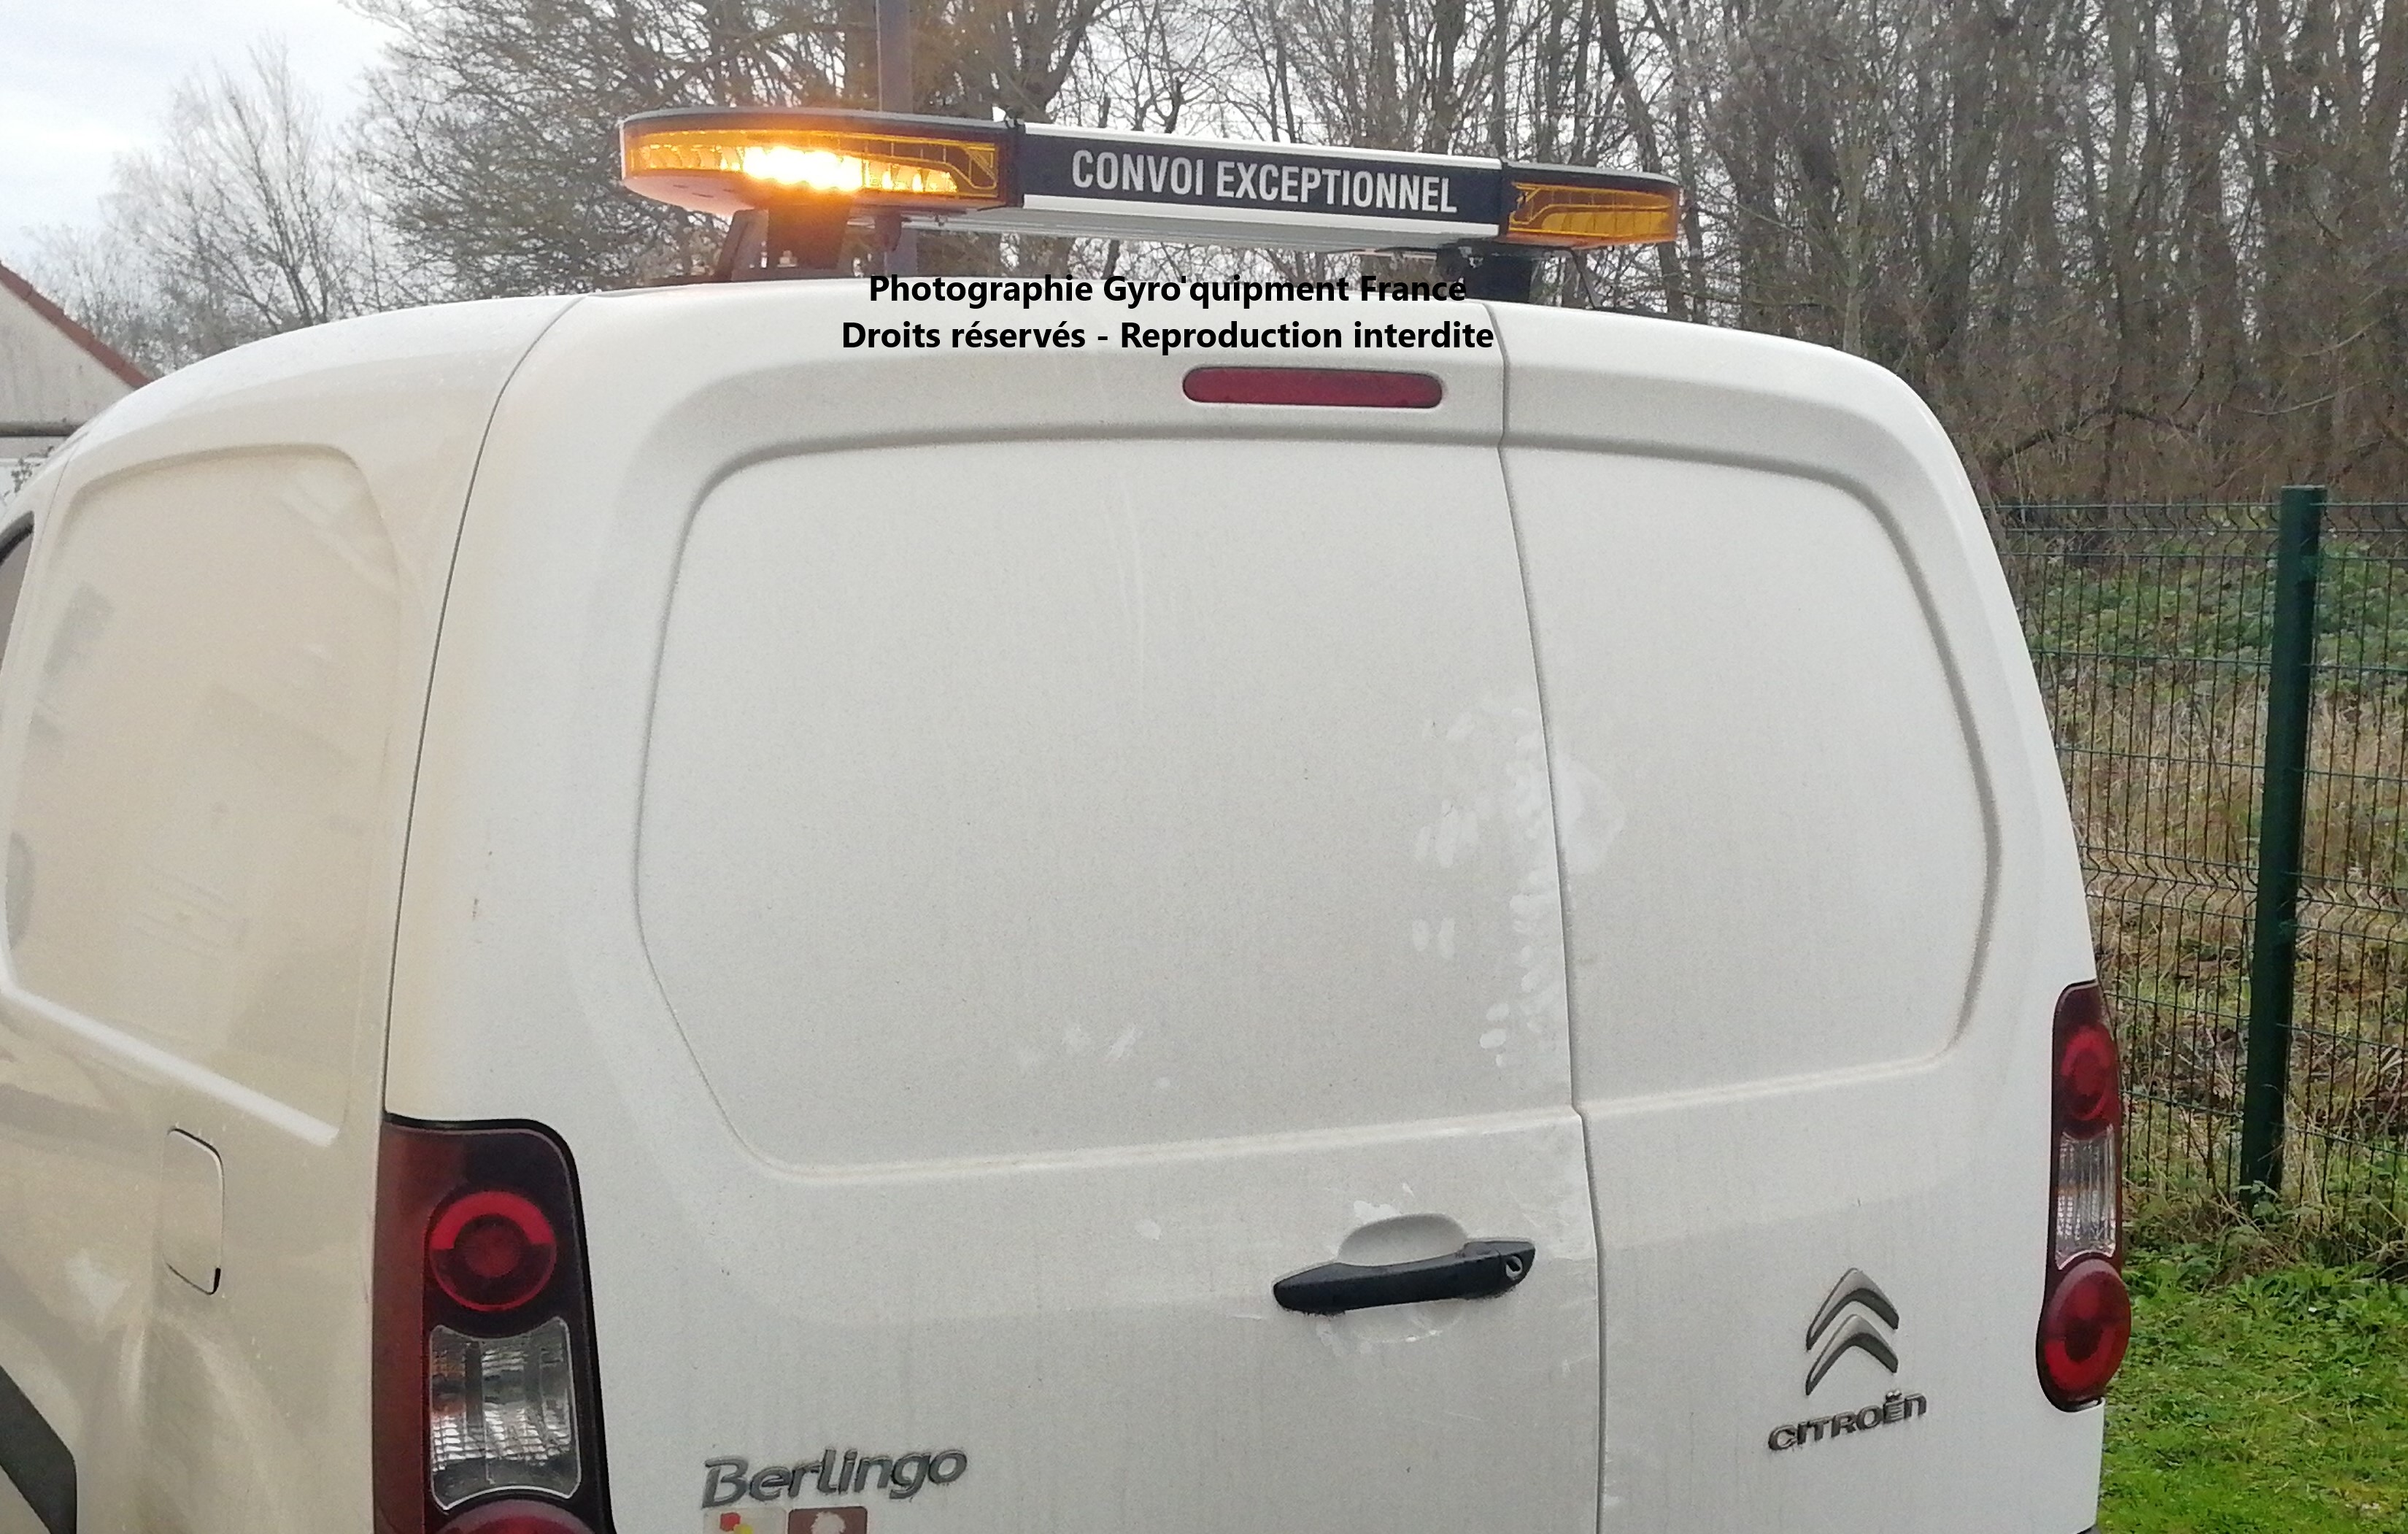 CONVOI EXCEPTIONNEL
Photographie Gyro'quipment France
Droits réservés - Reproduction interdite
Berlingo
CITROËN